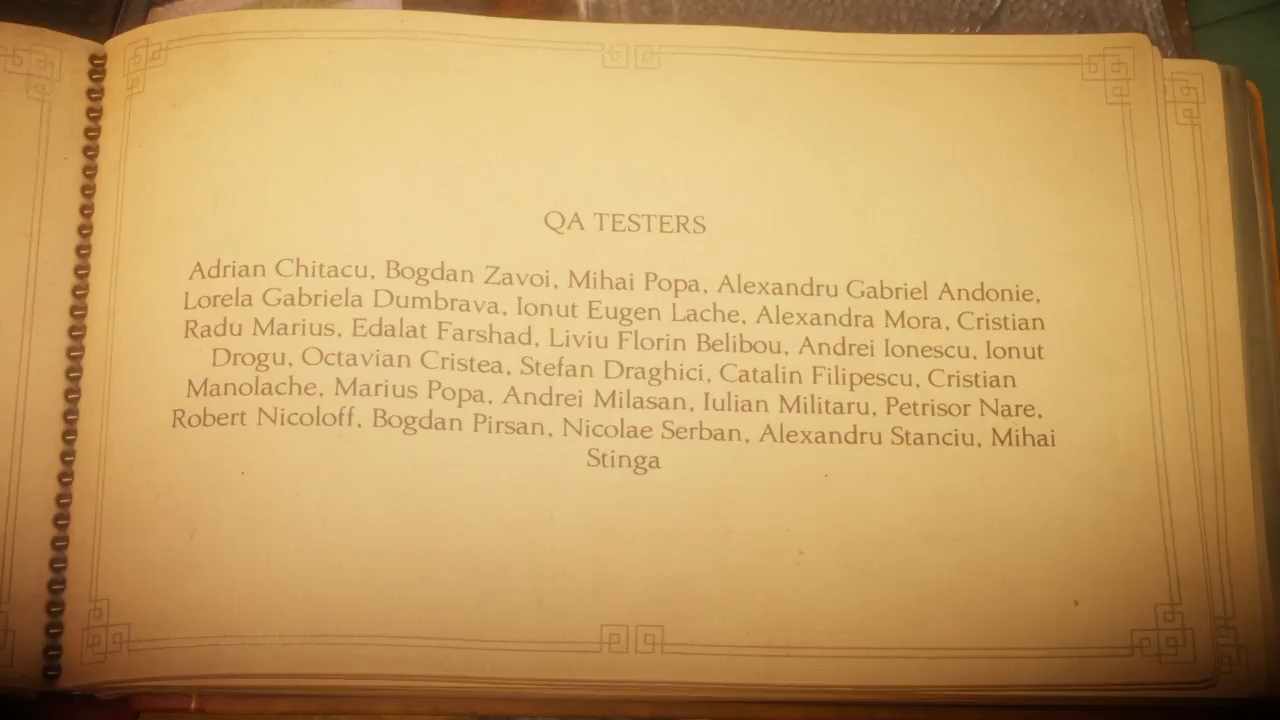 QA TESTERS
Adrian Chitacu, Bogdan Zavoi, Mihai Popa, Alexandru Gabriel Andonie,
Lorela Gabriela Dumbrava, Ionut Eugen Lache, Alexandra Mora, Cristian
Radu Marius, Edalat Farshad, Liviu Florin Belibou, Andrei Ionescu, Ionut
Drogu, Octavian Cristea, Stefan Draghici, Catalin Filipescu, Cristian
Manolache, Marius Popa, Andrei Milasan, Iulian Militaru, Petrisor Nare,
Robert Nicoloff, Bogdan Pirsan, Nicolae Serban, Alexandru Stanciu, Mihai
Stinga